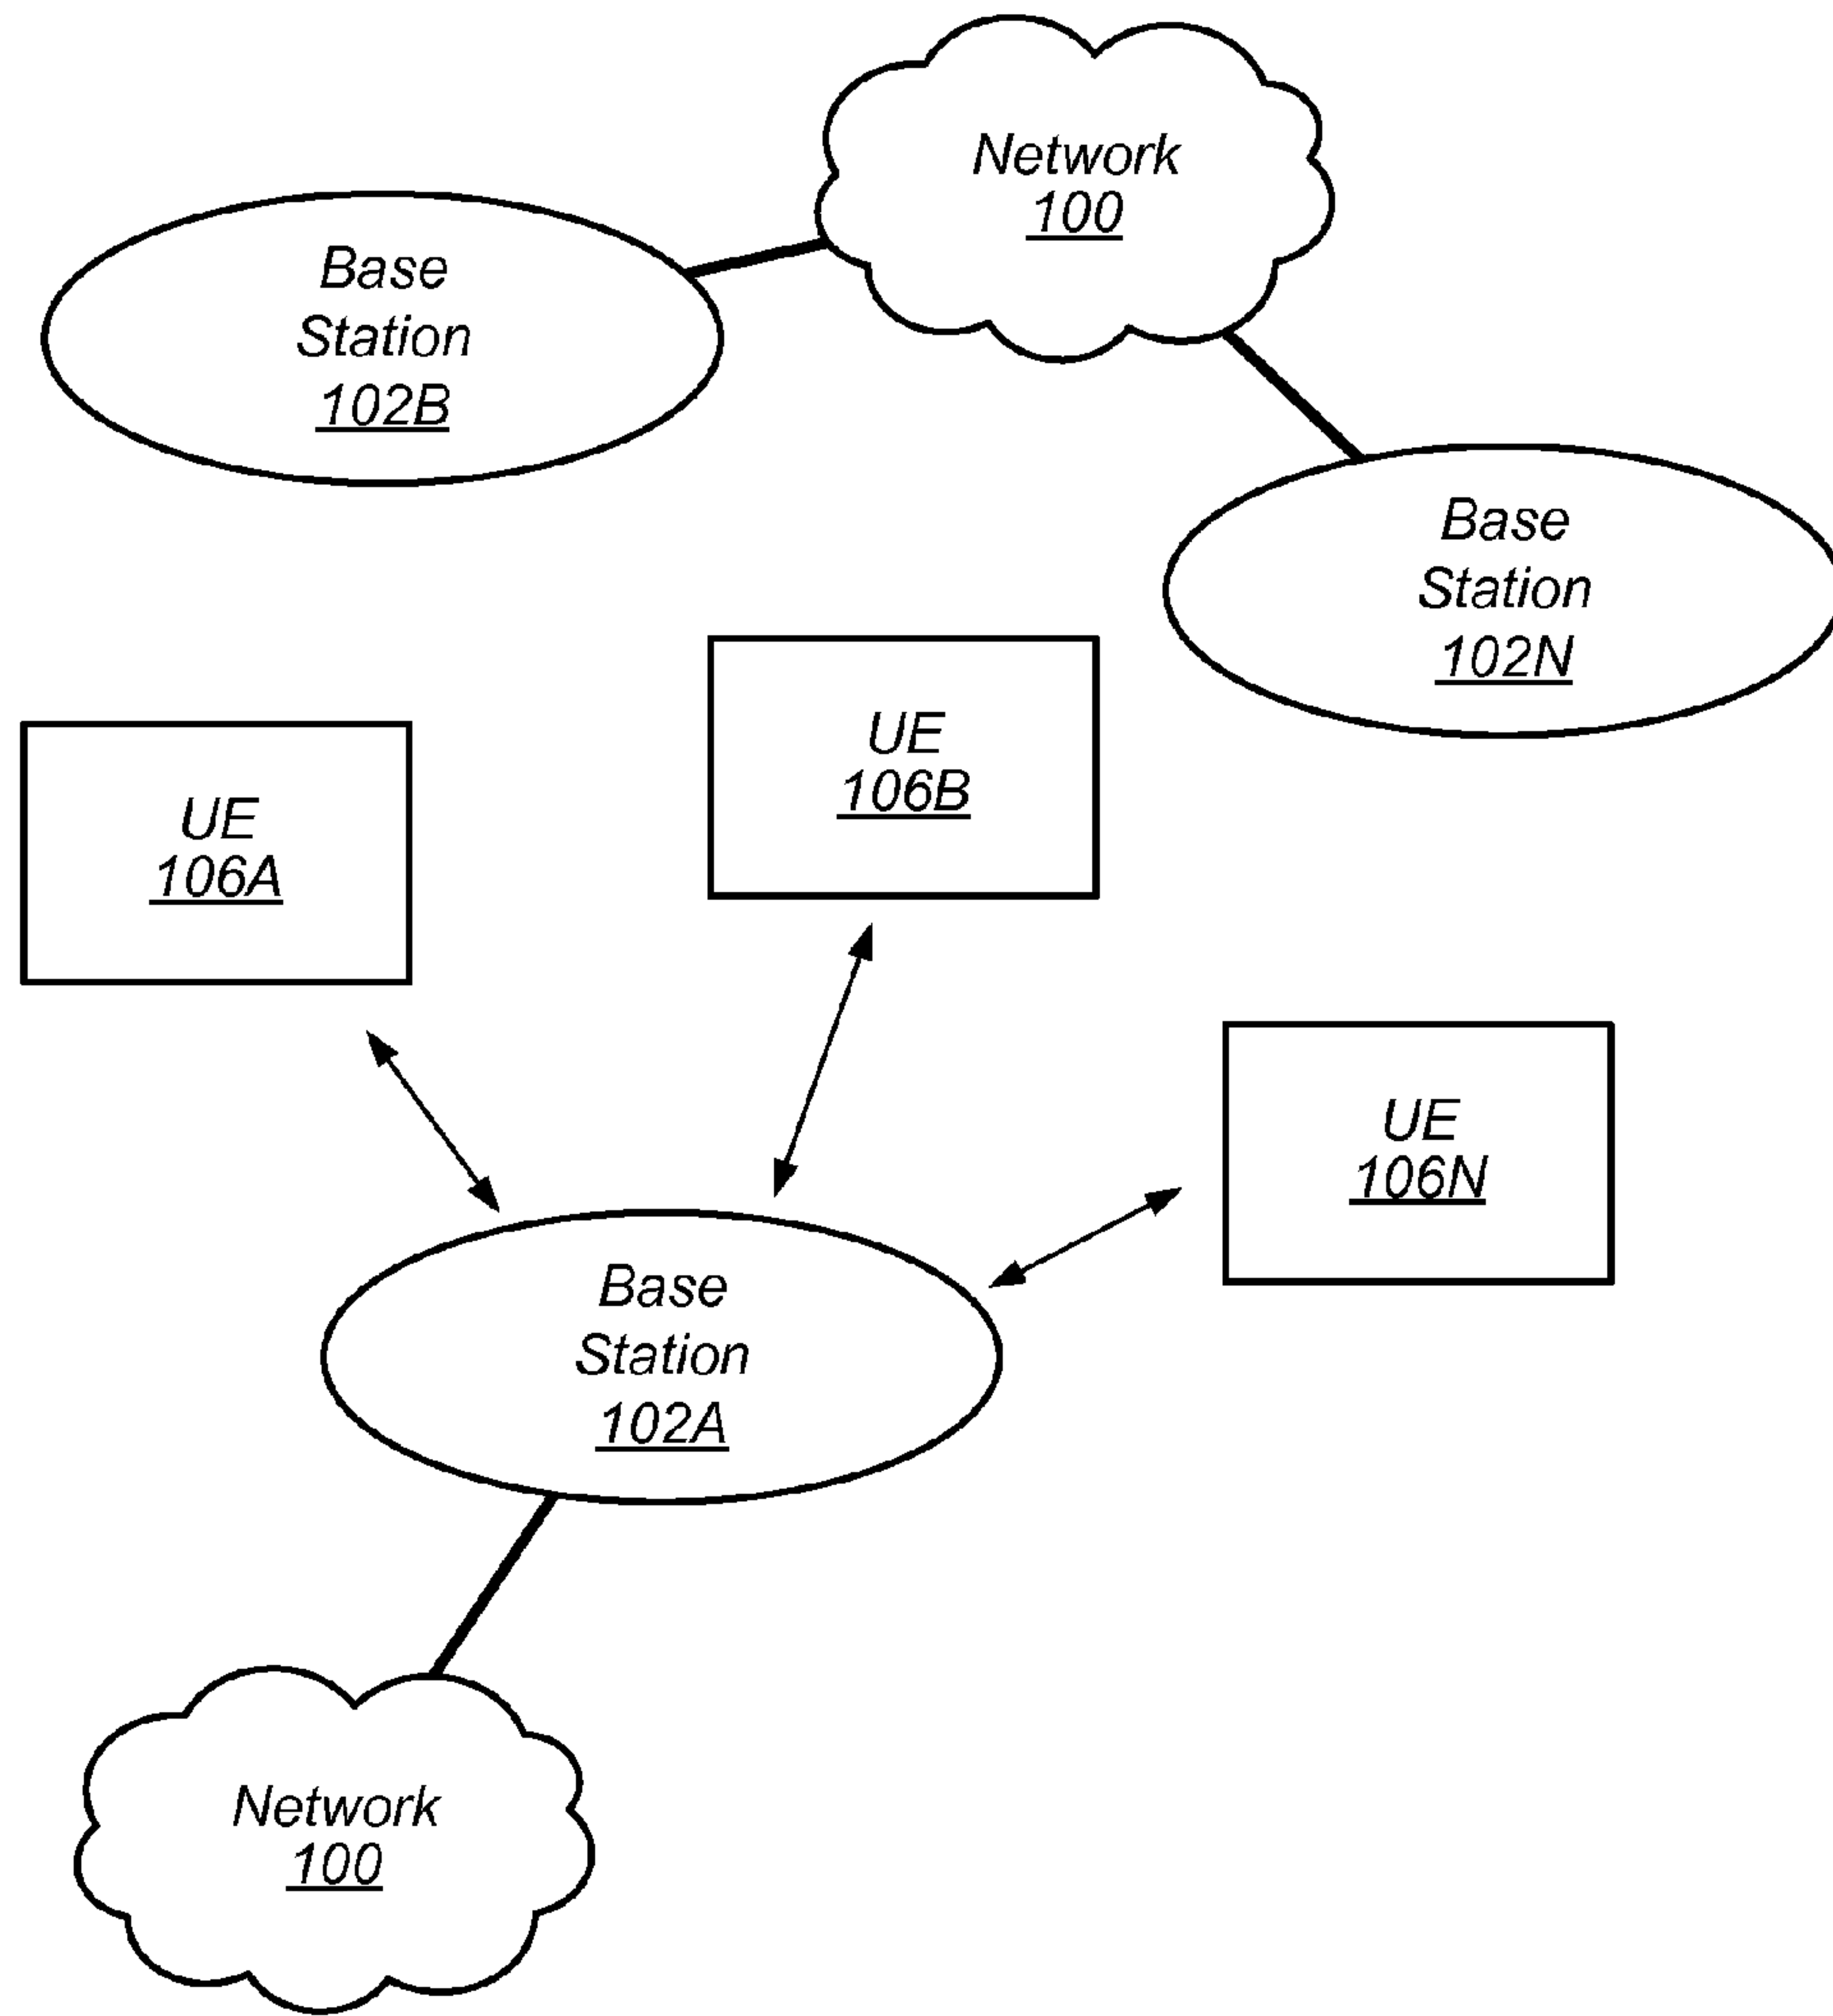 Network
100
Base
Station
102B
Base
Station
102N
UE
106B
UE
106A
UE
106N
Base
Station
102A
Network
100